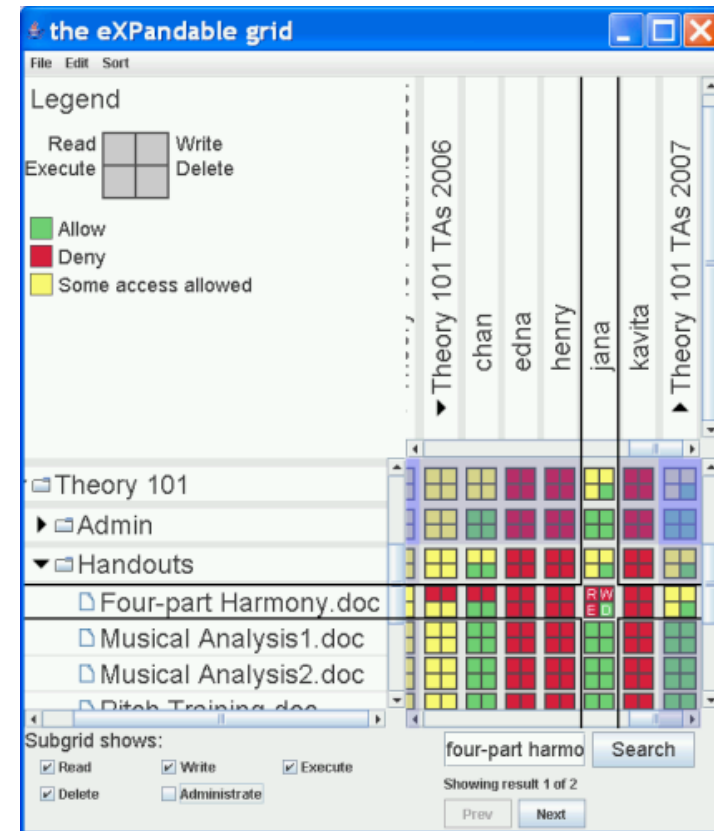 the eXPandable grid
File Edit Sort
Legend
Read Write
Execute Delete
Allow
Deny
Some access allowed
Theory 101 TAs 2006
chan
edna
henry
jana
kavita
Theory 101 TAs 2007
Theory 101
Admin
Handouts
Four-part Harmony.doc
R W
E D
Musical Analysis1.doc
Musical Analysis2.doc
Pitch Training.doc
Subgrid shows:
Read Write Execute
Delete Administrate
four-part harmo Search
Showing result 1 of 2
Prev Next